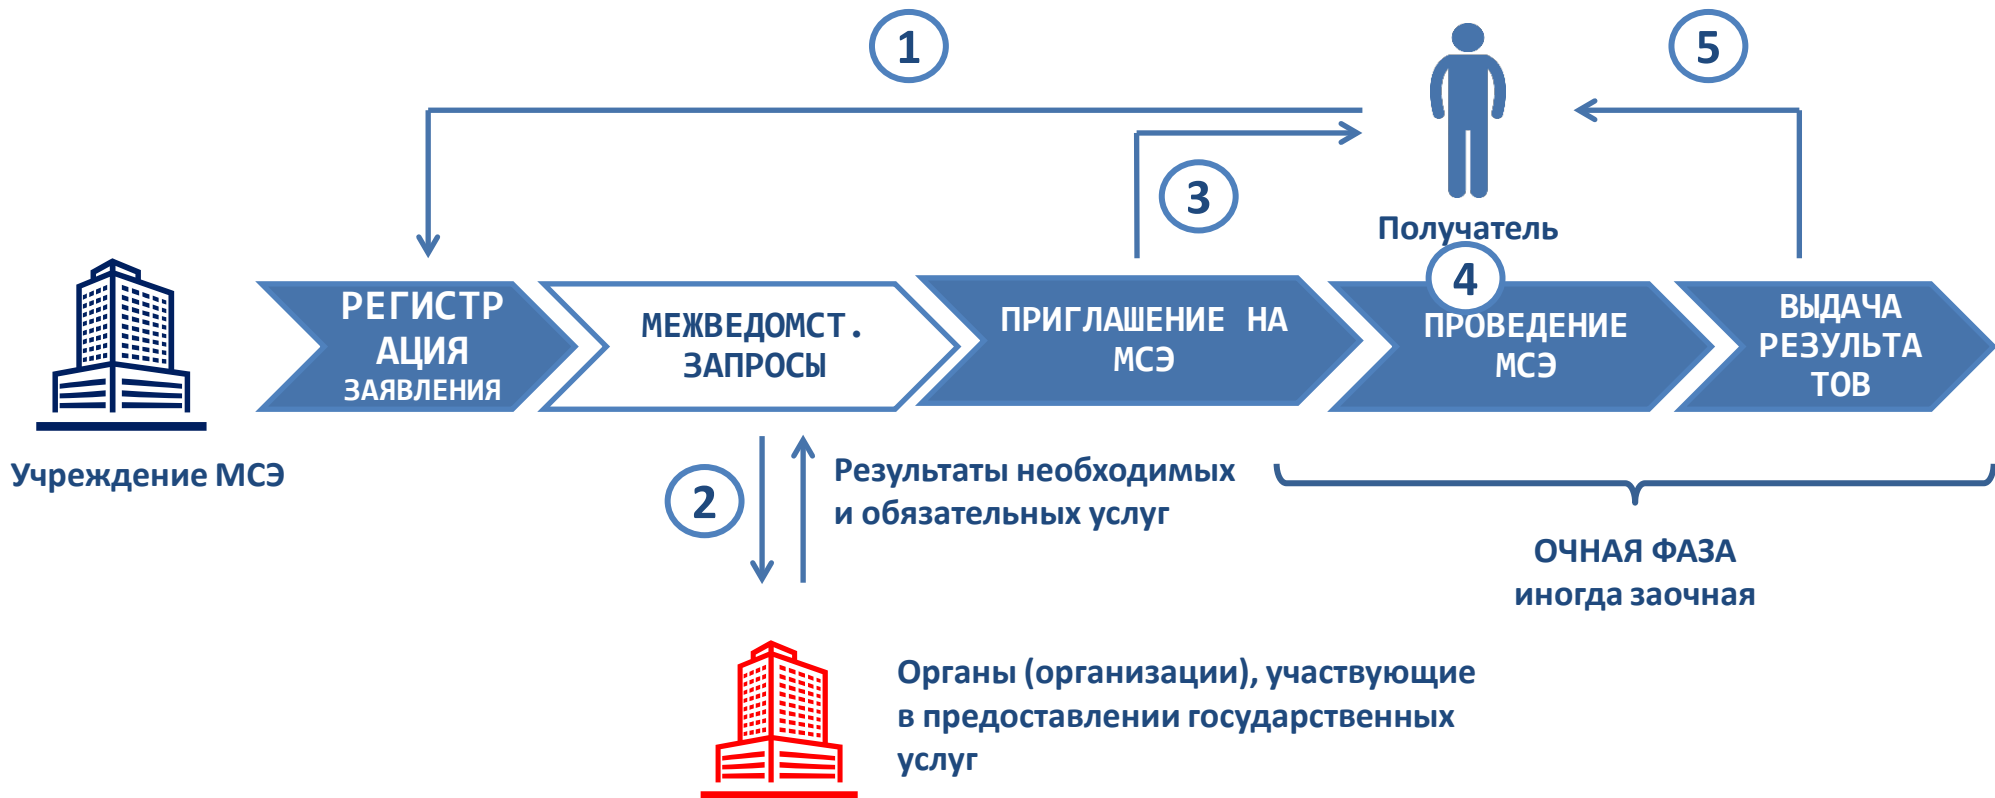 1
5
3
Получатель
4
РЕГИСТР
АЦИЯ
ЗАЯВЛЕНИЯ
МЕЖВЕДОМСТ.
ЗАПРОСЫ
ПРИГЛАШЕНИЕ НА
МСЭ
ПРОВЕДЕНИЕ
МСЭ
ВЫДАЧА
РЕЗУЛЬТА
ТОВ
Учреждение МСЭ
2
Результаты необходимых
и обязательных услуг
ОЧНАЯ ФАЗА
иногда заочная
Органы (организации), участвующие
в предоставлении государственных
услуг